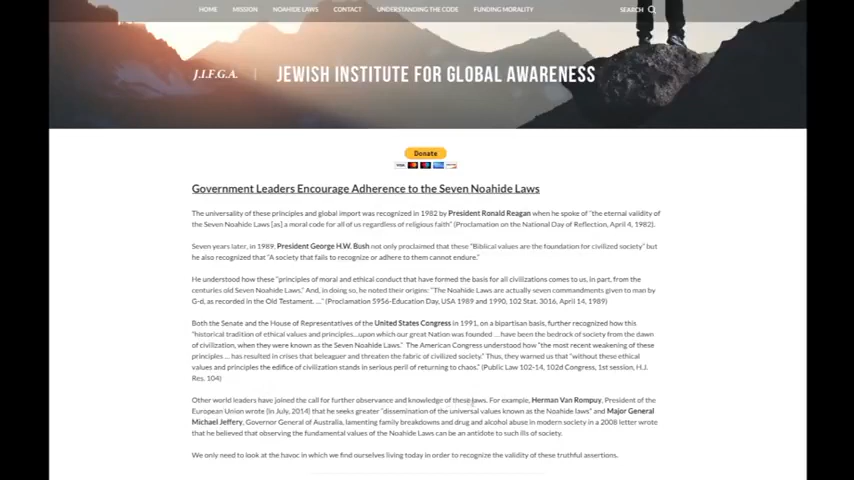 HOME MISSION NOAHIDE LAWS CONTACT UNDERSTANDING THE CODE FUNDING MORALITY SEARCH
J.I.F.G.A. | JEWISH INSTITUTE FOR GLOBAL AWARENESS
Donate
Government Leaders Encourage Adherence to the Seven Noahide Laws
The universality of these principles and global import was recognized in 1982 by President Ronald Reagan when he spoke of "the eternal validity of
the Seven Noahide Laws [as] a moral code for all of us regardless of religious faith" (Proclamation on the National Day of Reflection, April 4, 1982).
Seven years later, in 1989, President George H.W. Bush not only proclaimed that these "Biblical values are the foundation for civilized society" but
he also recognized that "A society that fails to recognize or adhere to them cannot endure."
He understood how these "principles of moral and ethical conduct that have formed the basis for all civilizations comes to us, in part, from the
centuries old Seven Noahide Laws." And, in doing so, he noted their origins: "The Noahide Laws are actually seven commandments given to man by
G-d, as recorded in the Old Testament. ..." (Proclamation 5956-Education Day, USA 1989 and 1990, 102 Stat. 3016, April 14, 1989)
Both the Senate and the House of Representatives of the United States Congress in 1991, on a bipartisan basis, further recognized how this
"historical tradition of ethical values and principles...upon which our great Nation was founded ...have been the bedrock of society from the dawn
of civilization, when they were known as the Seven Noahide Laws." The American Congress understood how "the most recent weakening of these
principles ... has resulted in crises that beleaguer and threaten the fabric of civilized society." Thus, they warned us that "without these ethical
values and principles the edifice of civilization stands in serious peril of returning to chaos." (Public Law 102-14, 102d Congress, 1st session, H.J.
Res. 104)
Other world leaders have joined the call for further observance and knowledge of these laws. For example, Herman Van Rompuy, President of the
European Union wrote (in July, 2014) that he seeks greater "dissemination of the universal values known as the Noahide laws" and Major General
Michael Jeffery, Governor General of Australia, lamenting family breakdowns and drug and alcohol abuse in modern society in a 2008 letter wrote
that he believed that observing the fundamental values of the Noahide Laws can be an antidote to such ills of society.
We only need to look at the havoc in which we find ourselves living today in order to recognize the validity of these truthful assertions.